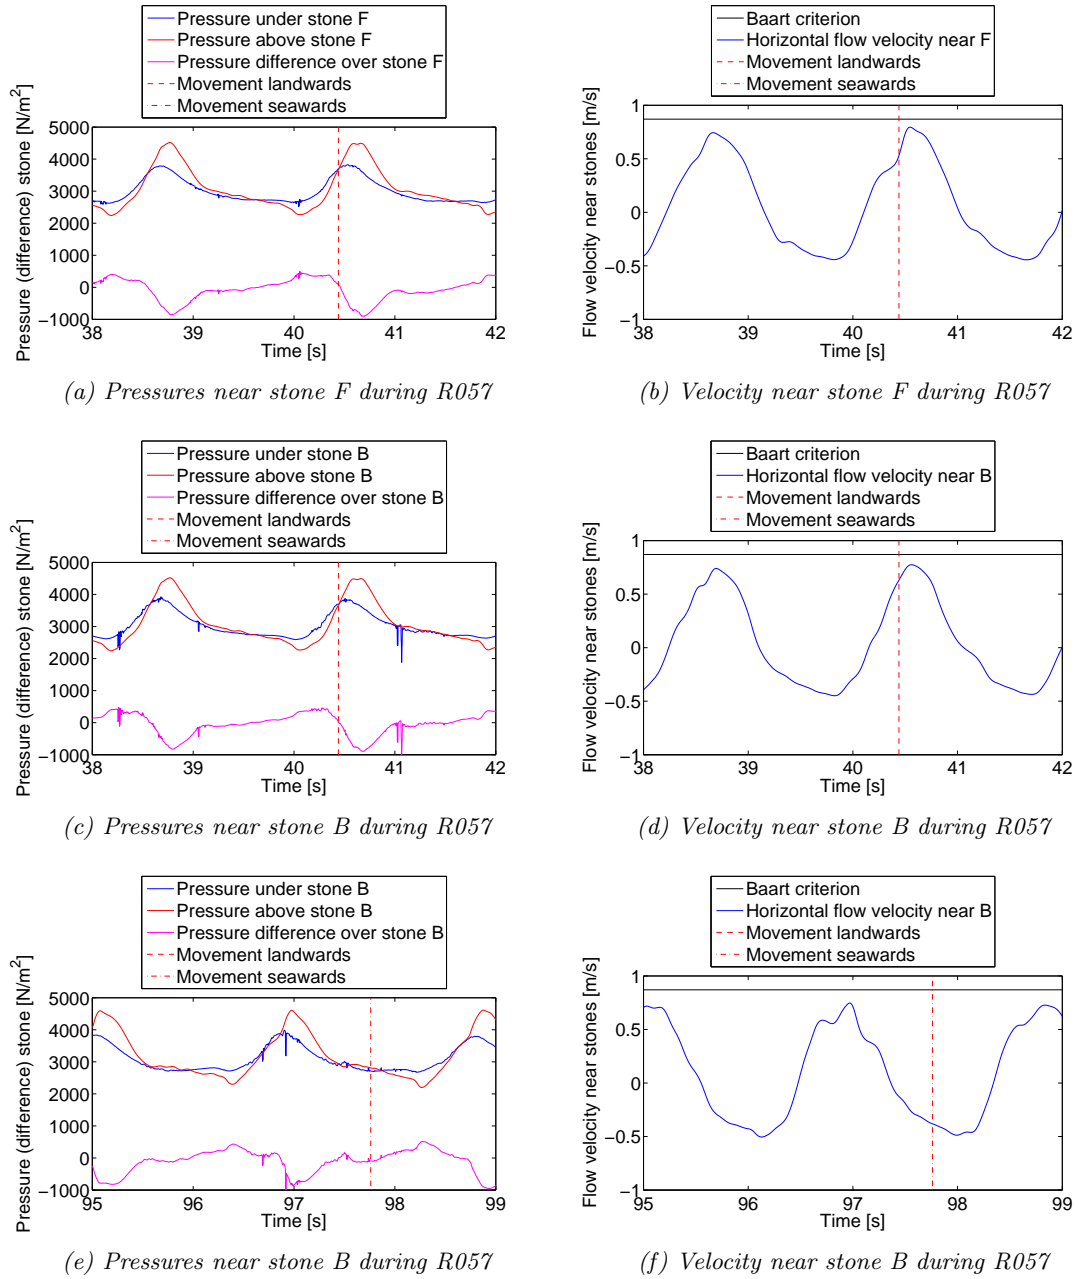 Pressure under stone F
Pressure above stone F
Pressure difference over stone F
Movement landwards
Movement seawards
Pressure (difference) stone [N/m²]
5000
4000
3000
2000
1000
0
−1000
38 39 40 41 42
Time [s]
(a) Pressures near stone F during R057
Baart criterion
Horizontal flow velocity near F
Movement landwards
Movement seawards
Flow velocity near stones [m/s]
1
0.5
0
−0.5
−1
38 39 40 41 42
Time [s]
(b) Velocity near stone F during R057
Pressure under stone B
Pressure above stone B
Pressure difference over stone B
Movement landwards
Movement seawards
Pressure (difference) stone [N/m²]
5000
4000
3000
2000
1000
0
−1000
38 39 40 41 42
Time [s]
(c) Pressures near stone B during R057
Baart criterion
Horizontal flow velocity near B
Movement landwards
Movement seawards
Flow velocity near stones [m/s]
1
0.5
0
−0.5
−1
38 39 40 41 42
Time [s]
(d) Velocity near stone B during R057
Pressure under stone B
Pressure above stone B
Pressure difference over stone B
Movement landwards
Movement seawards
Pressure (difference) stone [N/m²]
5000
4000
3000
2000
1000
0
−1000
95 96 97 98 99
Time [s]
(e) Pressures near stone B during R057
Baart criterion
Horizontal flow velocity near B
Movement landwards
Movement seawards
Flow velocity near stones [m/s]
1
0.5
0
−0.5
−1
95 96 97 98 99
Time [s]
(f) Velocity near stone B during R057